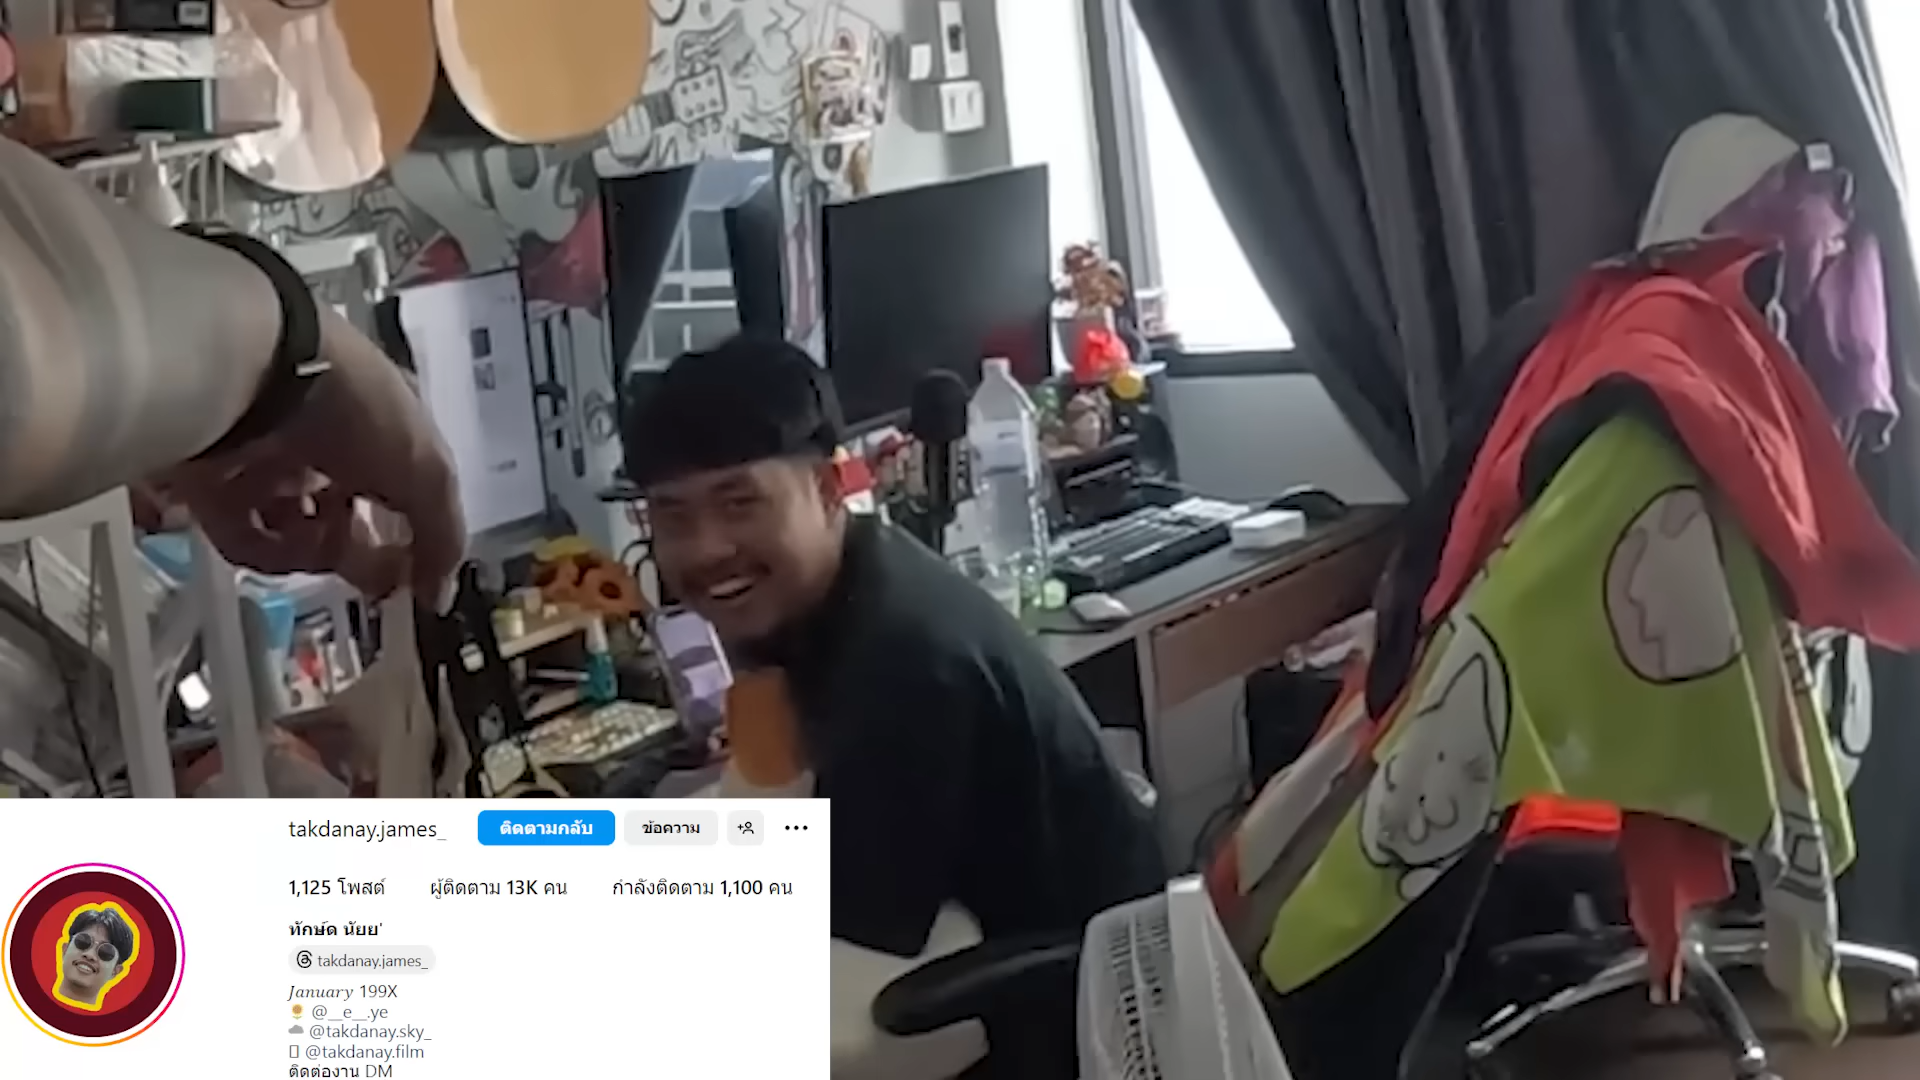 takdanay.james_ ติดตามกลับ ข้อความ
1,125 โพสต์ ผู้ติดตาม 13K คน กำลังติดตาม 1,100 คน
ทักษ์ด นัยย'
takdanay.james_
January 199X
@__e__.ye
@takdanay.sky_
@takdanay.film
ติดต่องาน DM